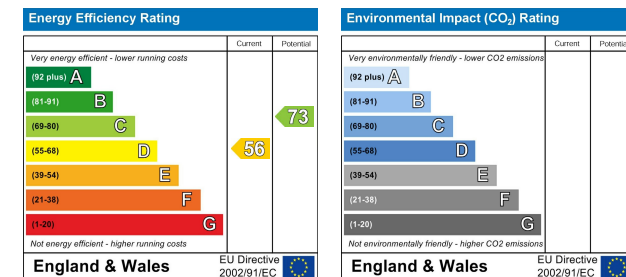 Energy Efficiency Rating
Current Potential
Very energy efficient - lower running costs
(92 plus) A
(81-91) B
(69-80) C
(55-68) D
(39-54) E
(21-38) F
(1-20) G
56
73
Not energy efficient - higher running costs
England & Wales
EU Directive
2002/91/EC
Environmental Impact (CO2) Rating
Current Potential
Very environmentally friendly - lower CO2 emissions
(92 plus) A
(81-91) B
(69-80) C
(55-68) D
(39-54) E
(21-38) F
(1-20) G
Not environmentally friendly - higher CO2 emissions
England & Wales
EU Directive
2002/91/EC